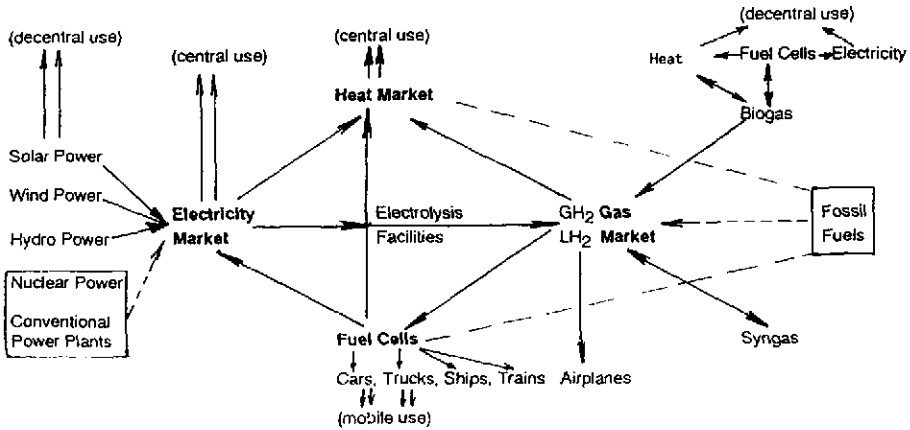 (decentral use)
(central use)
(central use)
(decentral use)
Heat
Fuel Cells
Electricity
Heat Market
Biogas
Solar Power
Wind Power
Hydro Power
Electricity
Market
Electrolysis
Facilities
GH2 Gas
LH2 Market
Fossil
Fuels
Nuclear Power
Conventional
Power Plants
Fuel Cells
Syngas
Cars, Trucks, Ships, Trains Airplanes
(mobile use)